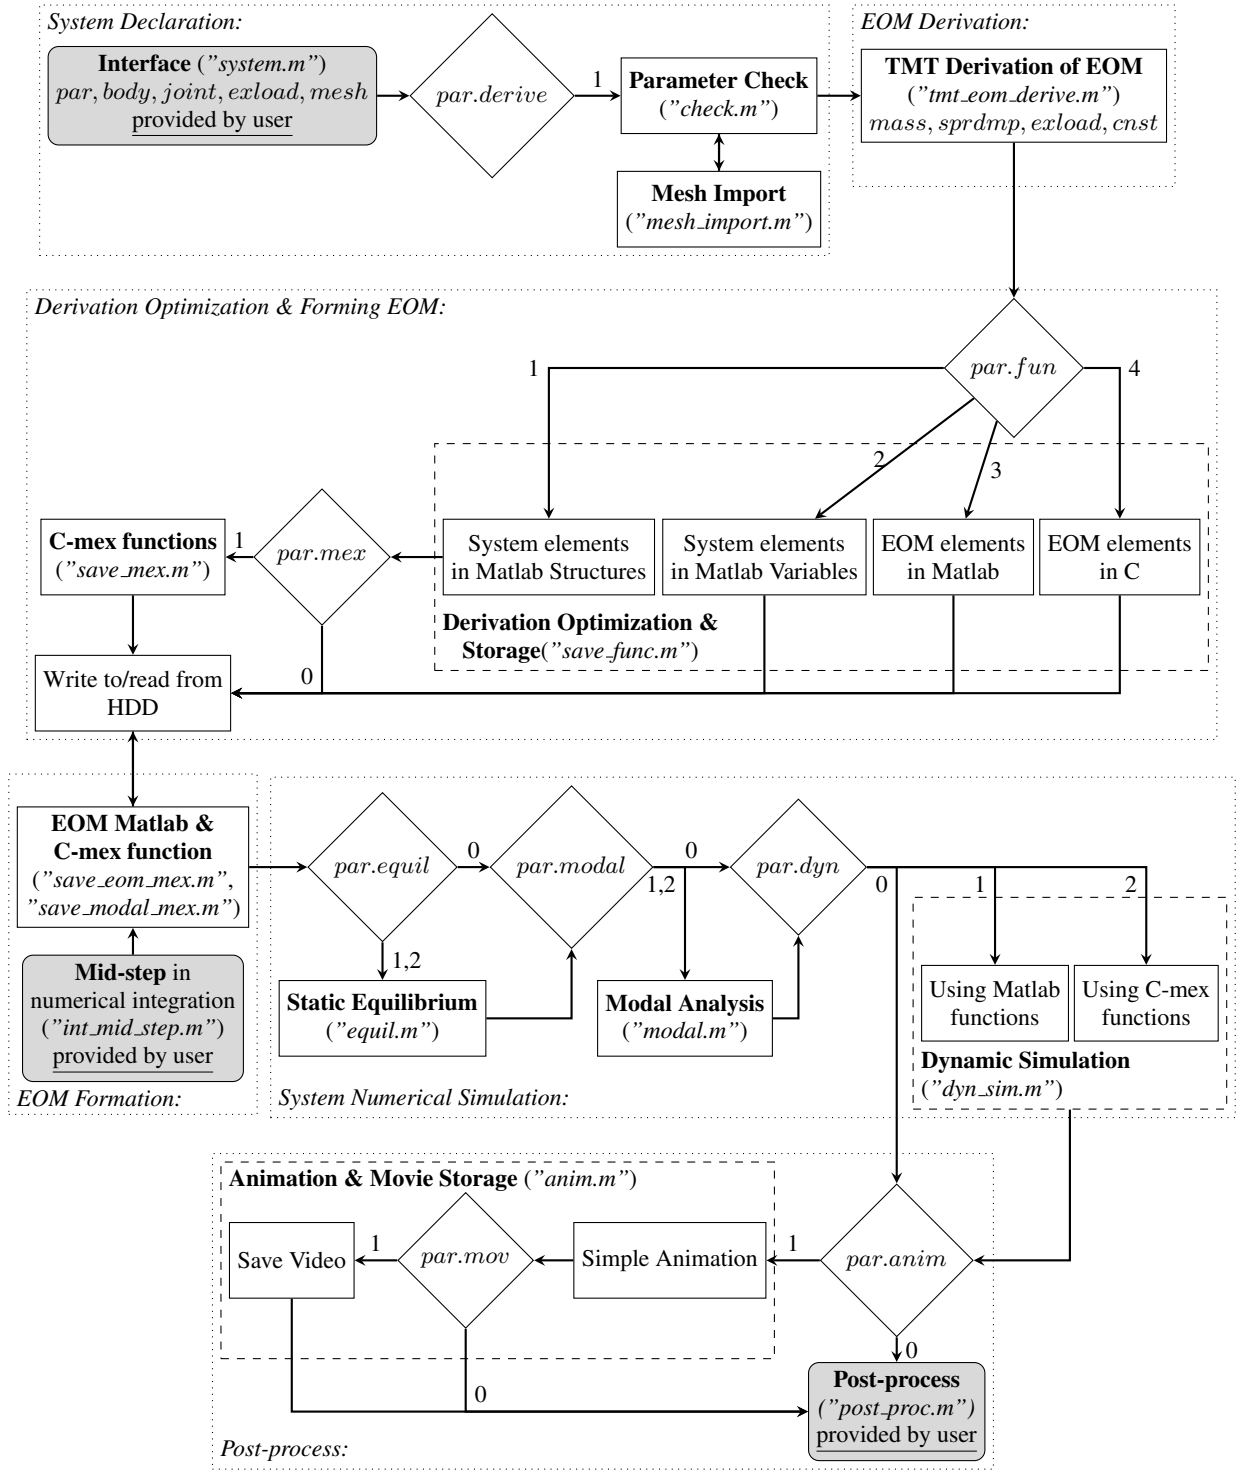 System Declaration:
Interface ("system.m")
par, body, joint, exload, mesh
provided by user
par.derive
1
Parameter Check
("check.m")
Mesh Import
("mesh_import.m")
EOM Derivation:
TMT Derivation of EOM
("tmt_eom_derive.m")
mass, sprdmp, exload, cnst
Derivation Optimization & Forming EOM:
par.fun
1
2
3
4
C-mex functions
("save_mex.m")
1
par.mex
0
System elements
in Matlab Structures
System elements
in Matlab Variables
EOM elements
in Matlab
EOM elements
in C
Derivation Optimization &
Storage("save_func.m")
Write to/read from
HDD
EOM Matlab &
C-mex function
("save_eom_mex.m",
"save_modal_mex.m")
Mid-step in
numerical integration
("int_mid_step.m")
provided by user
EOM Formation:
par.equil
0
1,2
Static Equilibrium
("equil.m")
par.modal
0
1,2
Modal Analysis
("modal.m")
par.dyn
0
1
2
Using Matlab
functions
Using C-mex
functions
Dynamic Simulation
("dyn_sim.m")
System Numerical Simulation:
Animation & Movie Storage ("anim.m")
Save Video
1
par.mov
Simple Animation
1
par.anim
0
0
Post-process
("post_proc.m")
provided by user
Post-process: